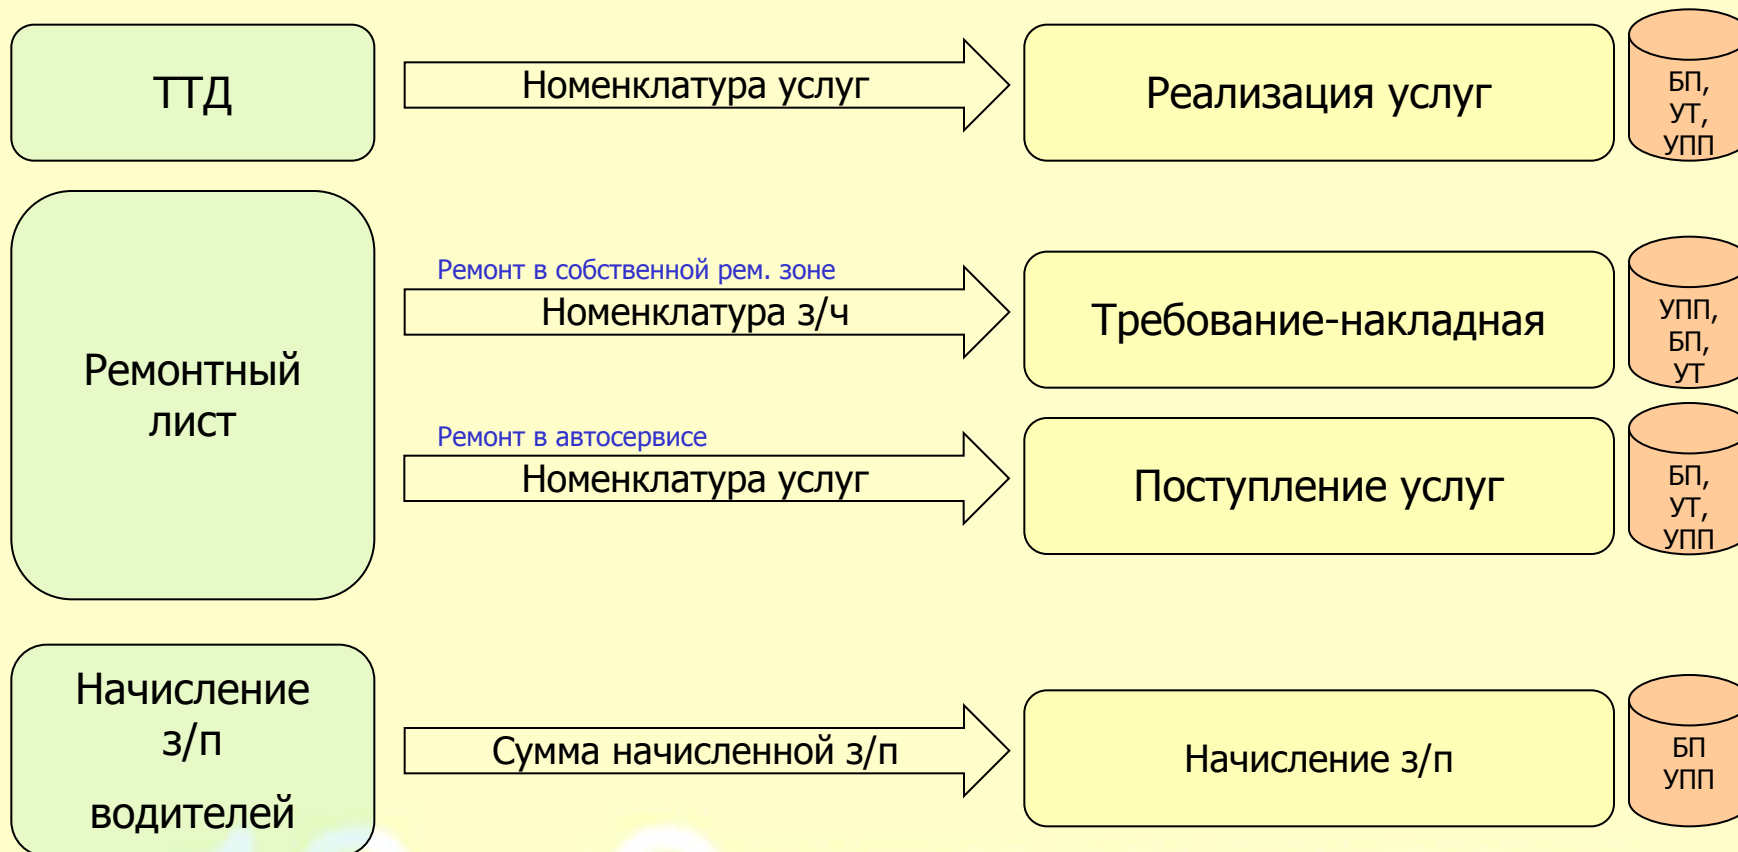 ТТД
Номенклатура услуг
Реализация услуг
БП,
УТ,
УПП
Ремонтный
лист
Ремонт в собственной рем. зоне
Номенклатура з/ч
Требование-накладная
УПП,
БП,
УТ
Ремонт в автосервисе
Номенклатура услуг
Поступление услуг
БП,
УТ,
УПП
Начисление
з/п
водителей
Сумма начисленной з/п
Начисление з/п
БП
УПП